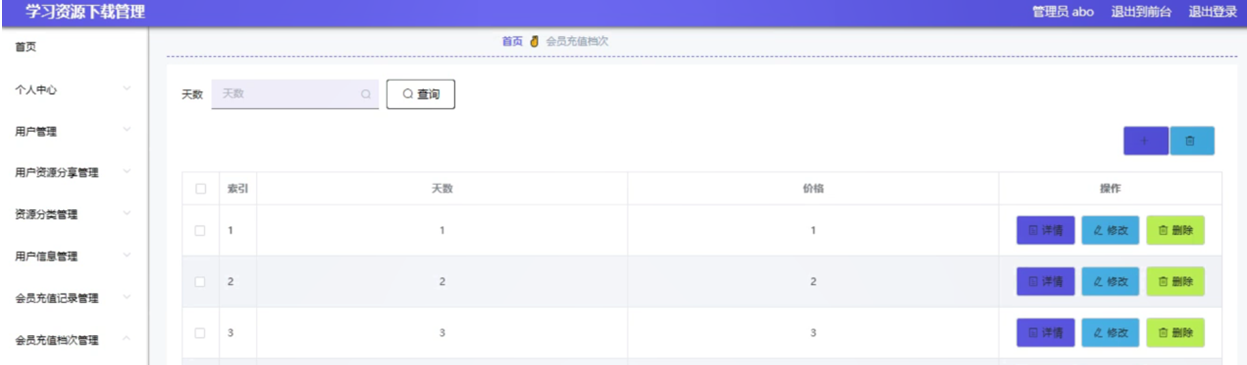 学习资源下载管理
管理员 abo 退出到前台 退出登录
首页
个人中心
用户管理
用户资源分享管理
资源分类管理
用户信息管理
会员充值记录管理
会员充值档次管理
首页 会员充值档次
天数 天数 查询
+
索引 天数 价格 操作
1 1 1 详情 修改 删除
2 2 2 详情 修改 删除
3 3 3 详情 修改 删除